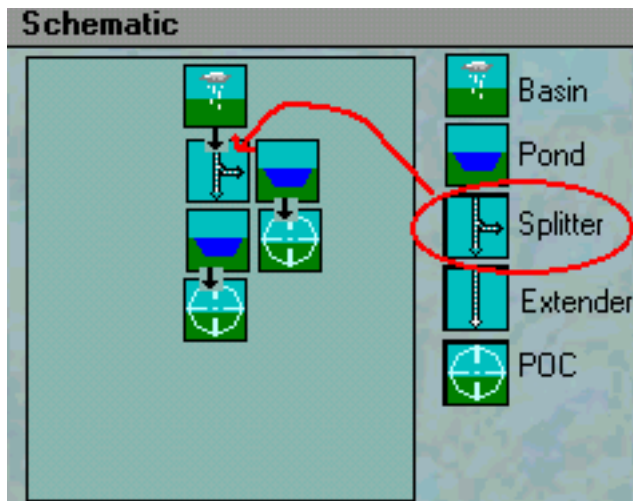 Schematic
Basin
Pond
Splitter
Extender
POC